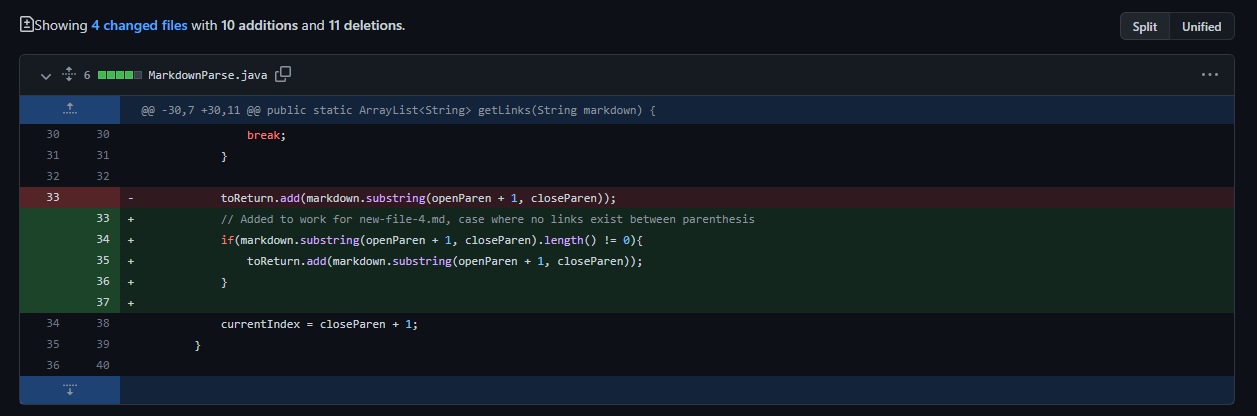 Showing 4 changed files with 10 additions and 11 deletions.
Split Unified
6 MarkdownParse.java
@@ -30,7 +30,11 @@ public static ArrayList<String> getLinks(String markdown) {
30 30 break;
31 31 }
32 32
33 - toReturn.add(markdown.substring(openParen + 1, closeParen));
33 + // Added to work for new-file-4.md, case where no links exist between parenthesis
34 + if(markdown.substring(openParen + 1, closeParen).length() != 0){
35 + toReturn.add(markdown.substring(openParen + 1, closeParen));
36 + }
37 +
34 38 currentIndex = closeParen + 1;
35 39 }
36 40